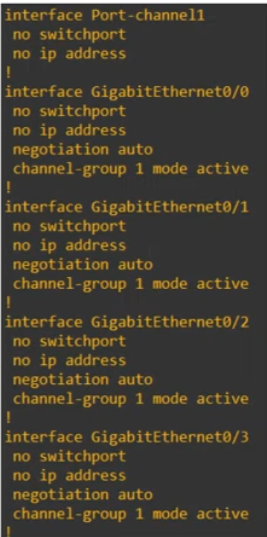 interface Port-channel1
no switchport
no ip address
!
interface GigabitEthernet0/0
no switchport
no ip address
negotiation auto
channel-group 1 mode active
!
interface GigabitEthernet0/1
no switchport
no ip address
negotiation auto
channel-group 1 mode active
!
interface GigabitEthernet0/2
no switchport
no ip address
negotiation auto
channel-group 1 mode active
!
interface GigabitEthernet0/3
no switchport
no ip address
negotiation auto
channel-group 1 mode active
!